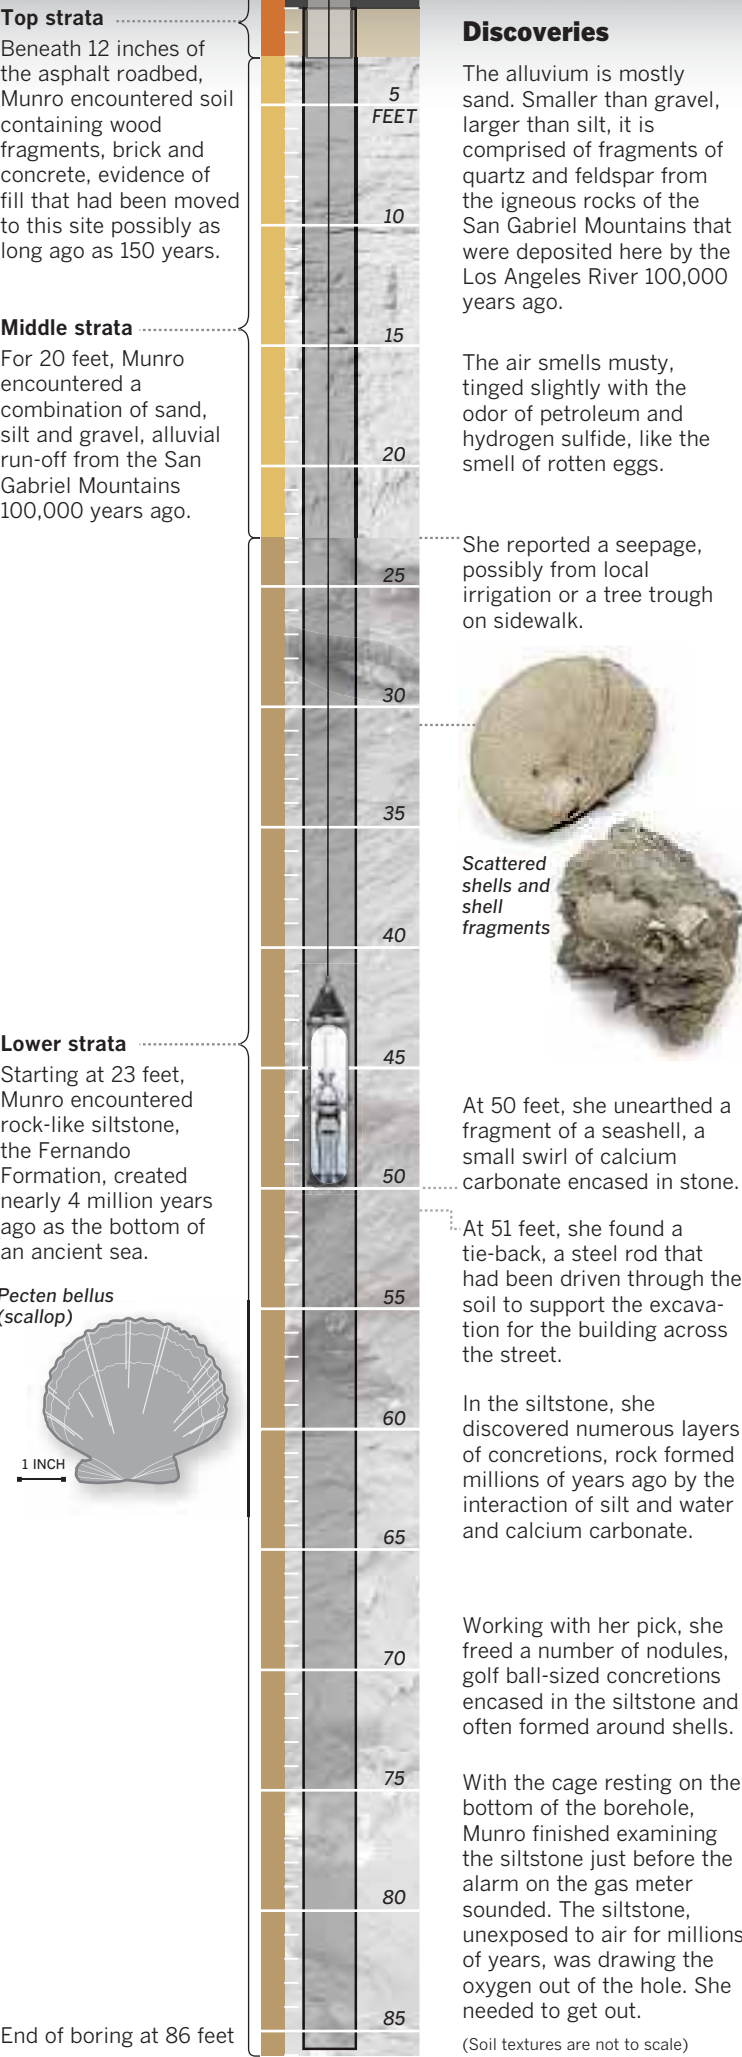 Top strata
Beneath 12 inches of
the asphalt roadbed,
Munro encountered soil
containing wood
fragments, brick and
concrete, evidence of
fill that had been moved
to this site possibly as
long ago as 150 years.
Middle strata
For 20 feet, Munro
encountered a
combination of sand,
silt and gravel, alluvial
run-off from the San
Gabriel Mountains
100,000 years ago.
Lower strata
Starting at 23 feet,
Munro encountered
rock-like siltstone,
the Fernando
Formation, created
nearly 4 million years
ago as the bottom of
an ancient sea.
Pecten bellus
(scallop)
1 INCH
End of boring at 86 feet
5
FEET
10
15
20
25
30
35
40
45
50
55
60
65
70
75
80
85
Discoveries
The alluvium is mostly
sand. Smaller than gravel,
larger than silt, it is
comprised of fragments of
quartz and feldspar from
the igneous rocks of the
San Gabriel Mountains that
were deposited here by the
Los Angeles River 100,000
years ago.
The air smells musty,
tinged slightly with the
odor of petroleum and
hydrogen sulfide, like the
smell of rotten eggs.
She reported a seepage,
possibly from local
irrigation or a tree trough
on sidewalk.
Scattered
shells and
shell
fragments
At 50 feet, she unearthed a
fragment of a seashell, a
small swirl of calcium
carbonate encased in stone.
At 51 feet, she found a
tie-back, a steel rod that
had been driven through the
soil to support the excava-
tion for the building across
the street.
In the siltstone, she
discovered numerous layers
of concretions, rock formed
millions of years ago by the
interaction of silt and water
and calcium carbonate.
Working with her pick, she
freed a number of nodules,
golf ball-sized concretions
encased in the siltstone and
often formed around shells.
With the cage resting on the
bottom of the borehole,
Munro finished examining
the siltstone just before the
alarm on the gas meter
sounded. The siltstone,
unexposed to air for millions
of years, was drawing the
oxygen out of the hole. She
needed to get out.
(Soil textures are not to scale)